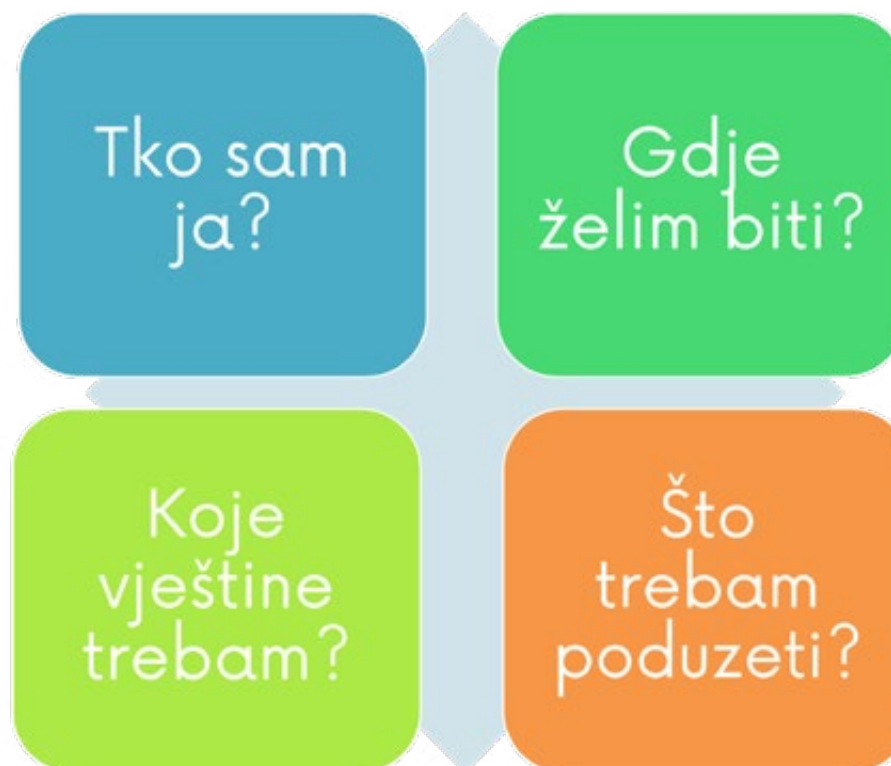 Tko sam
ja?
Gdje
želim biti?
Koje
vještine
trebam?
Što
trebam
poduzeti?